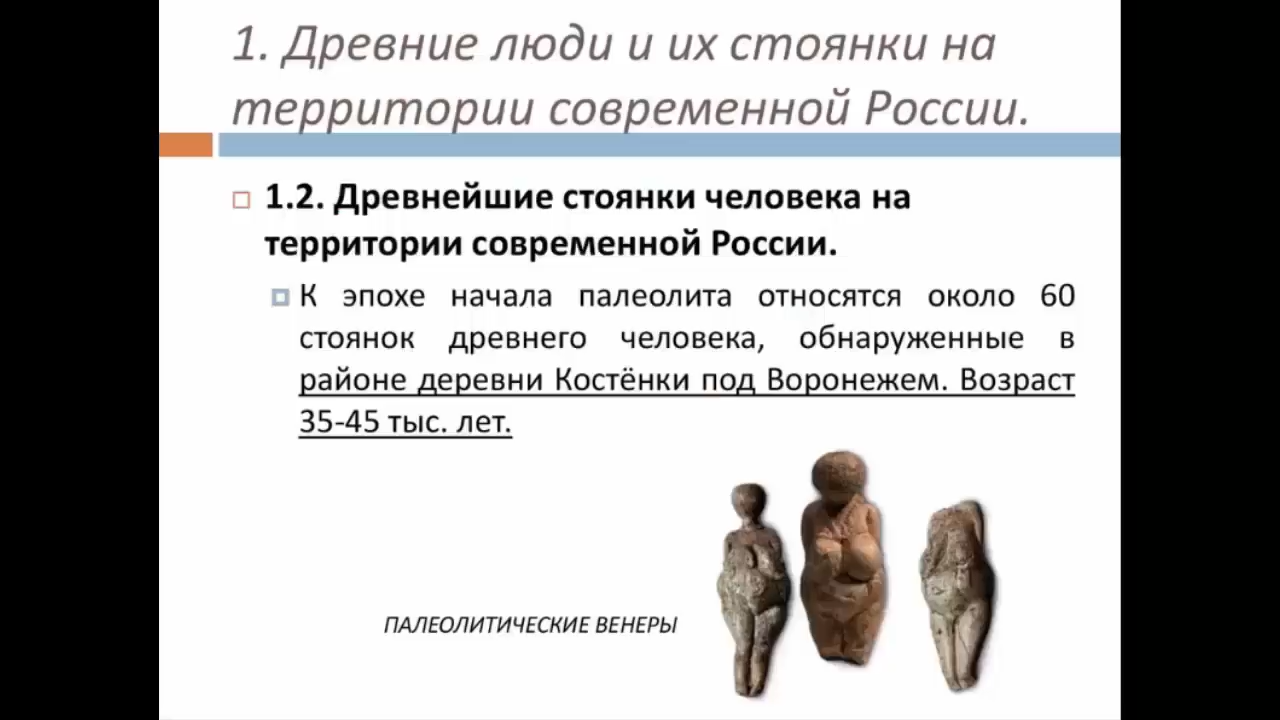 1. Древние люди и их стоянки на
территории современной России.
1.2. Древнейшие стоянки человека на
территории современной России.
К эпохе начала палеолита относятся около 60
стоянок древнего человека, обнаруженные в
районе деревни Костёнки под Воронежем. Возраст
35-45 тыс. лет.
ПАЛЕОЛИТИЧЕСКИЕ ВЕНЕРЫ